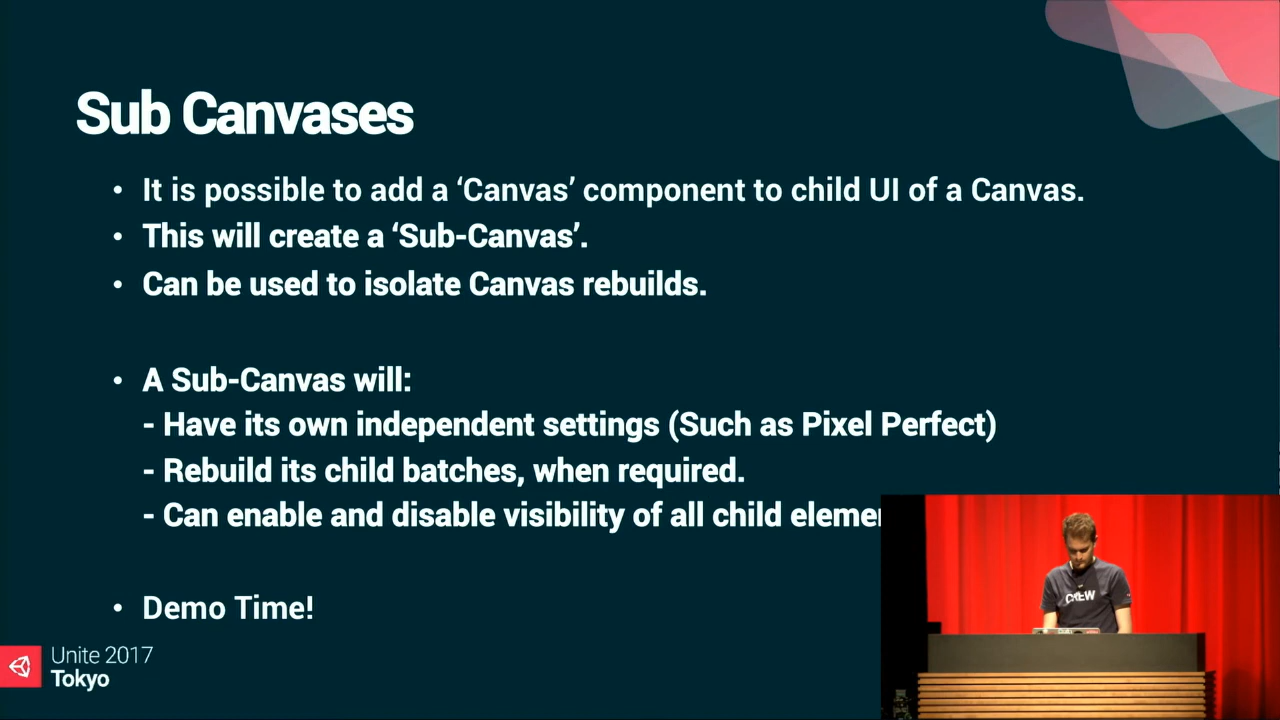 Sub Canvases
• It is possible to add a ‘Canvas’ component to child UI of a Canvas.
• This will create a ‘Sub-Canvas’.
• Can be used to isolate Canvas rebuilds.
• A Sub-Canvas will:
- Have its own independent settings (Such as Pixel Perfect)
- Rebuild its child batches, when required.
- Can enable and disable visibility of all child
• Demo Time!
Unite 2017
Tokyo
CREW